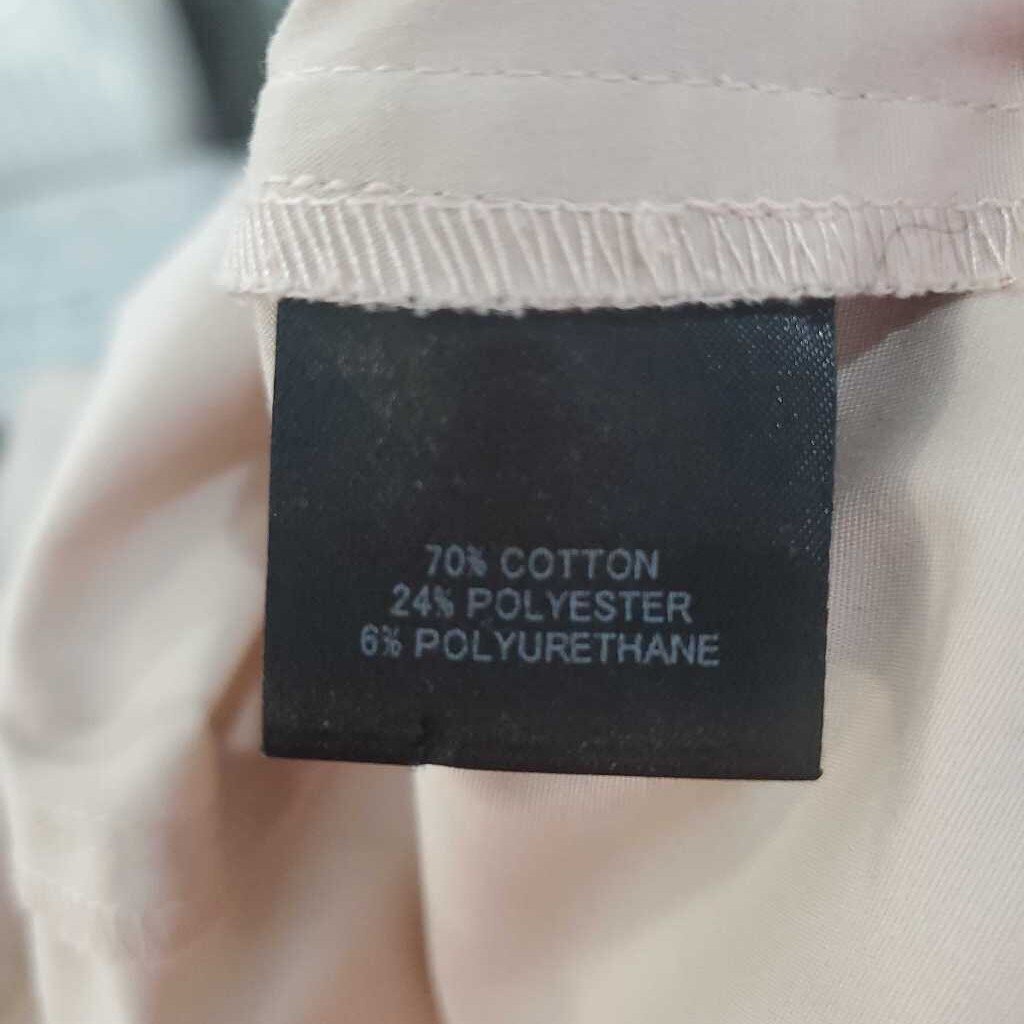 70% COTTON
24% POLYESTER
6% POLYURETHANE